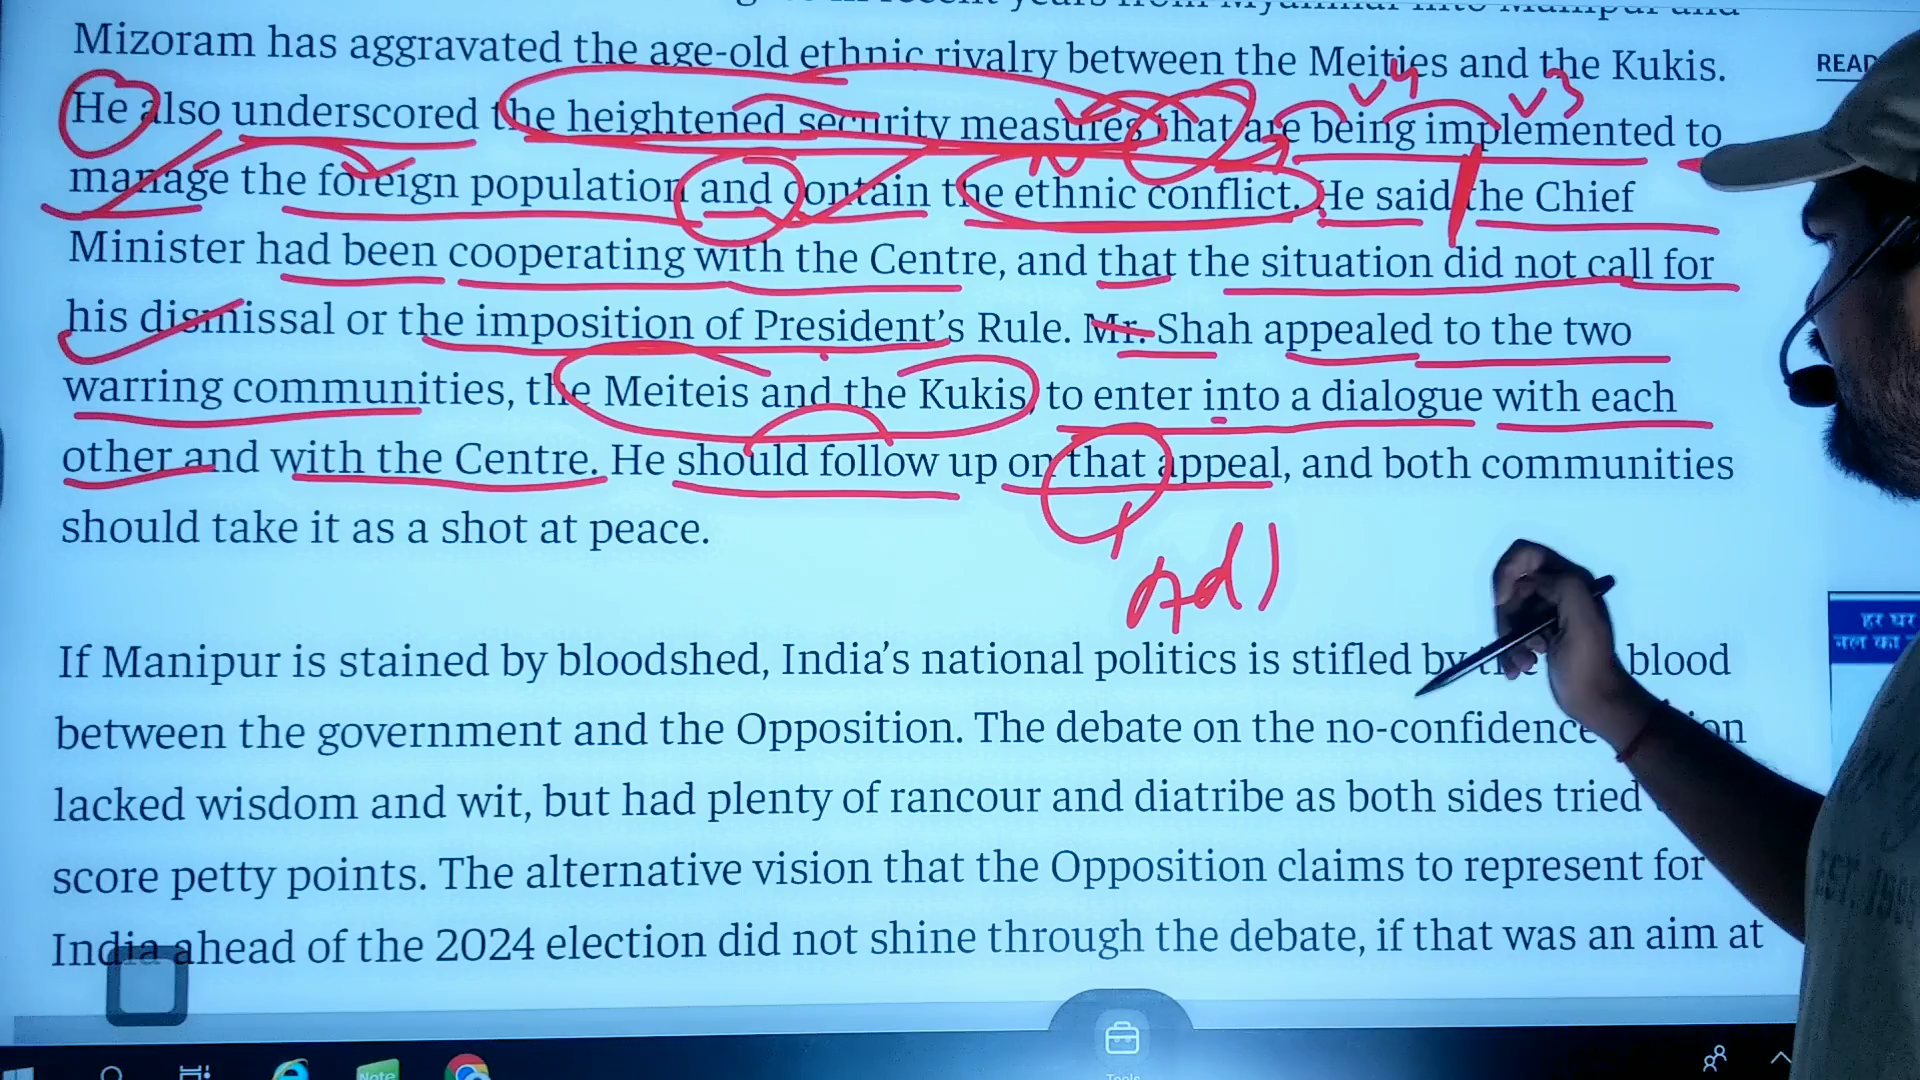 Mizoram has aggravated the age-old ethnic rivalry between the Meities and the Kukis.
READ
He also underscored the heightened security measures that are being implemented to
v4
v3
manage the foreign population and contain the ethnic conflict. He said the Chief
Minister had been cooperating with the Centre, and that the situation did not call for
his dismissal or the imposition of President's Rule. Mr. Shah appealed to the two
warring communities, the Meiteis and the Kukis, to enter into a dialogue with each
other and with the Centre. He should follow up on that appeal, and both communities
should take it as a shot at peace.
Adj
If Manipur is stained by bloodshed, India's national politics is stifled by blood
between the government and the Opposition. The debate on the no-confidence
lacked wisdom and wit, but had plenty of rancour and diatribe as both sides tried
score petty points. The alternative vision that the Opposition claims to represent for
India ahead of the 2024 election did not shine through the debate, if that was an aim at
हर घर
नल का
Note
Tools